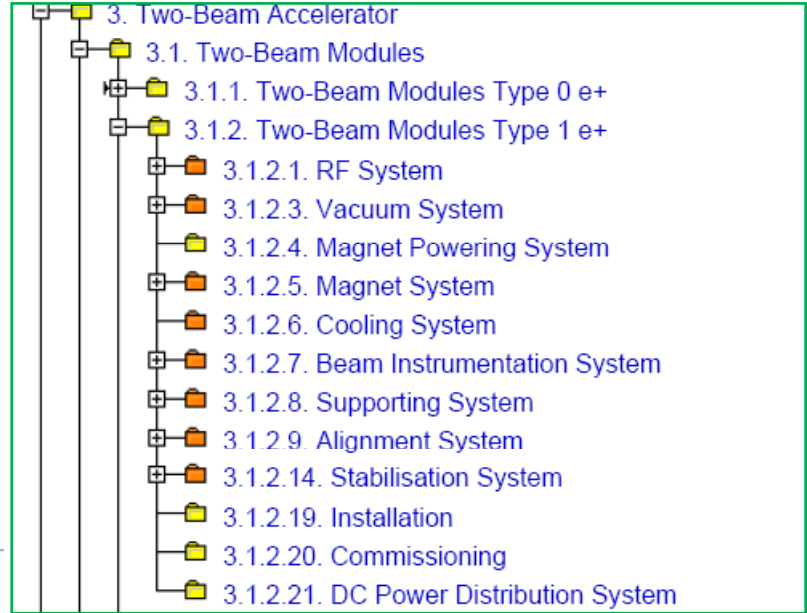 3. Two-Beam Accelerator
3.1. Two-Beam Modules
3.1.1. Two-Beam Modules Type 0 e+
3.1.2. Two-Beam Modules Type 1 e+
3.1.2.1. RF System
3.1.2.3. Vacuum System
3.1.2.4. Magnet Powering System
3.1.2.5. Magnet System
3.1.2.6. Cooling System
3.1.2.7. Beam Instrumentation System
3.1.2.8. Supporting System
3.1.2.9. Alignment System
3.1.2.14. Stabilisation System
3.1.2.19. Installation
3.1.2.20. Commissioning
3.1.2.21. DC Power Distribution System